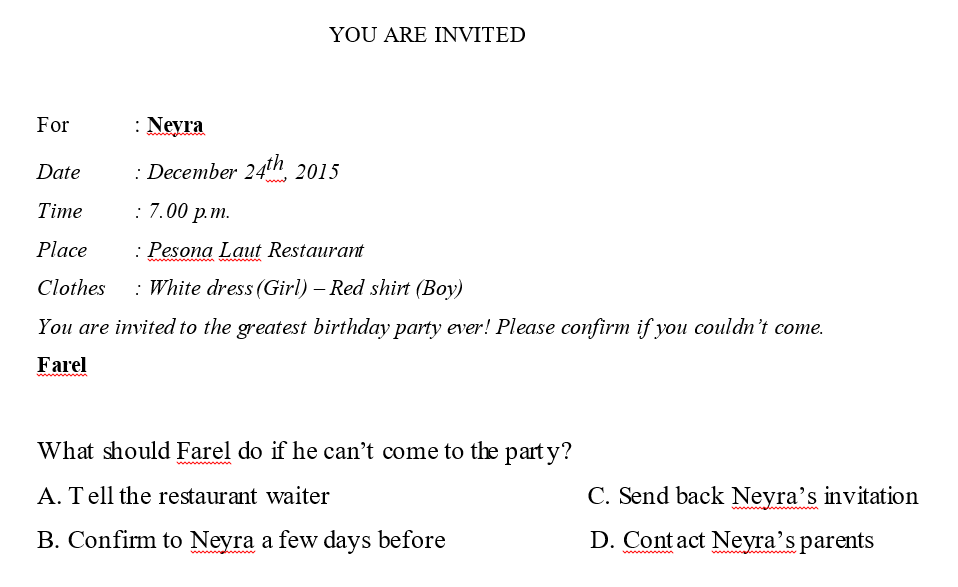 YOU ARE INVITED
For : Neyra
Date : December 24th, 2015
Time : 7.00 p.m.
Place : Pesona Laut Restaurant
Clothes : White dress (Girl) – Red shirt (Boy)
You are invited to the greatest birthday party ever! Please confirm if you couldn't come.
Farel
What should Farel do if he can't come to the party?
A. Tell the restaurant waiter C. Send back Neyra's invitation
B. Confirm to Neyra a few days before D. Contact Neyra's parents